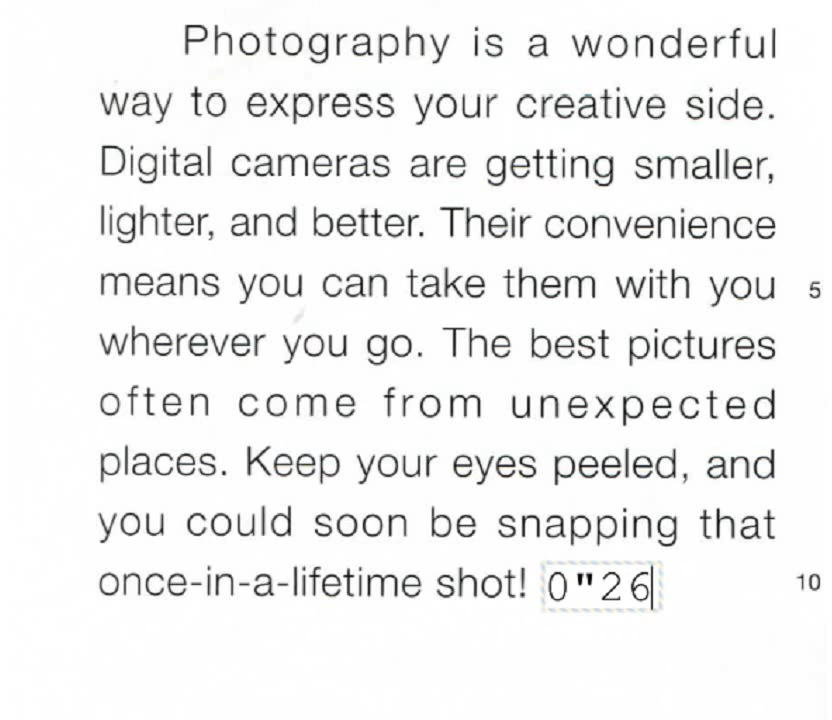 Photography is a wonderful
way to express your creative side.
Digital cameras are getting smaller,
lighter, and better. Their convenience
means you can take them with you 5
wherever you go. The best pictures
often come from unexpected
places. Keep your eyes peeled, and
you could soon be snapping that
once-in-a-lifetime shot! 0"26 10